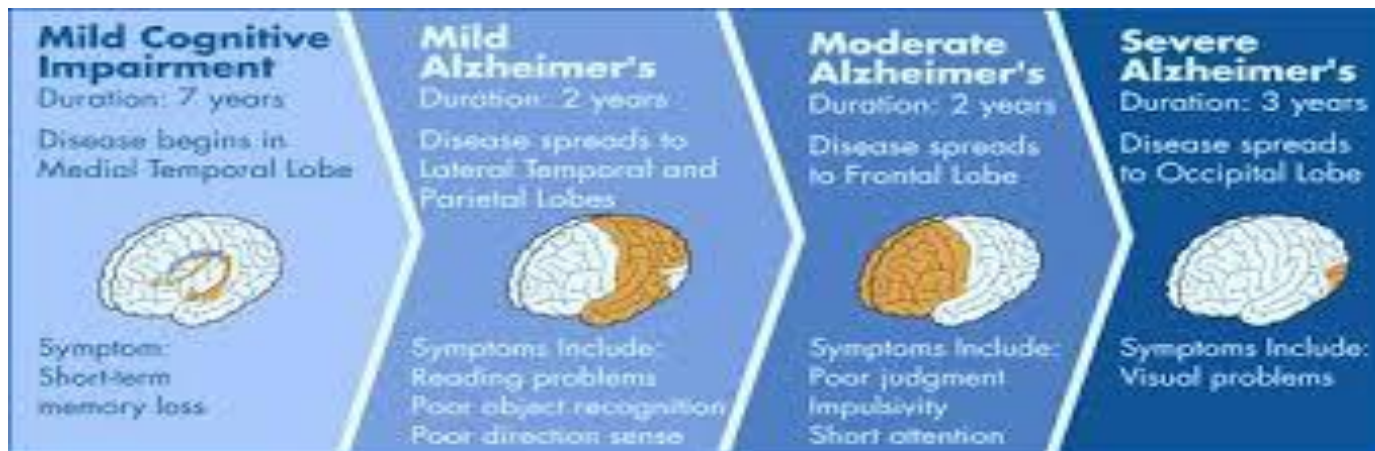 Mild Cognitive
Impairment
Duration: 7 years
Disease begins in
Medial Temporal Lobe
Symptom:
Short-term
memory loss
Mild
Alzheimer's
Duration: 2 years
Disease spreads to
Lateral Temporal and
Parietal Lobes
Symptoms Include:
Reading problems
Poor object recognition
Poor direction sense
Moderate
Alzheimer's
Duration: 2 years
Disease spreads
to Frontal Lobe
Symptoms Include:
Poor judgment
Impulsivity
Short attention
Severe
Alzheimer's
Duration: 3 years
Disease spreads
to Occipital Lobe
Symptoms Include:
Visual problems